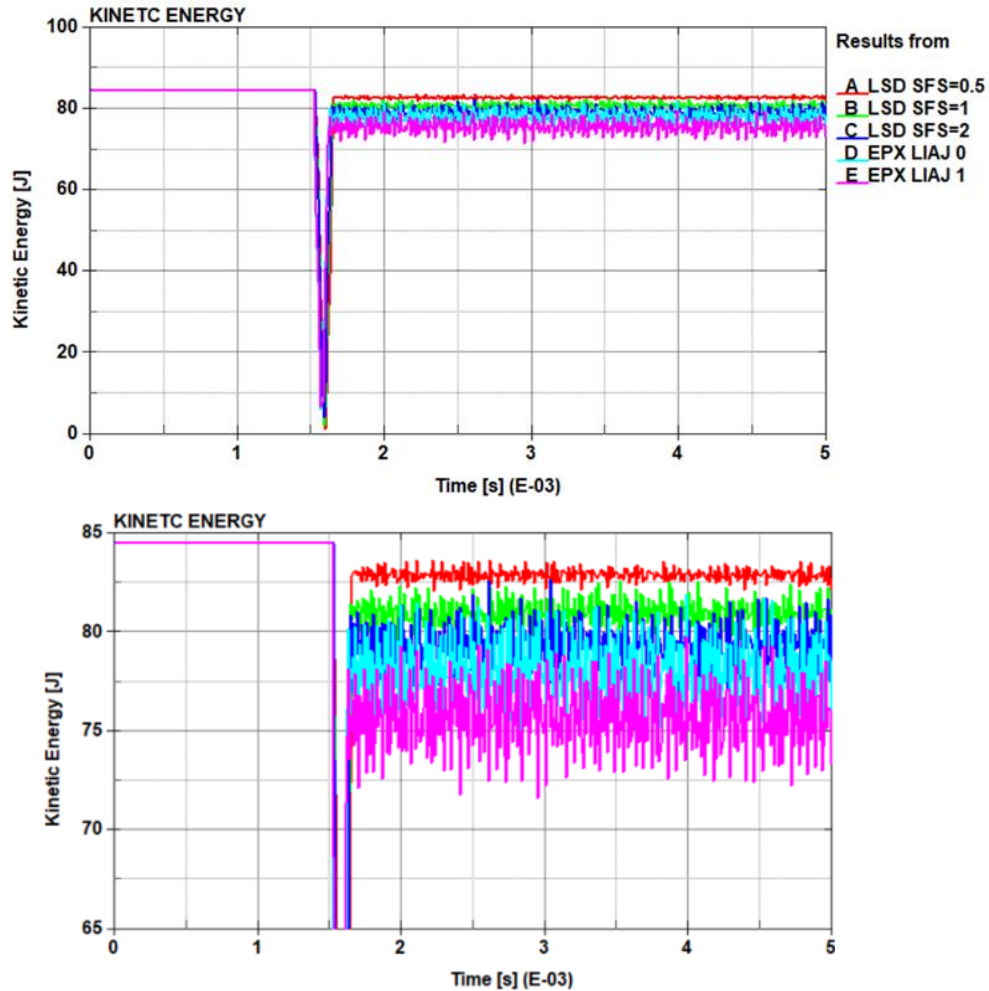 KINETC ENERGY
100
80
60
40
20
0
Kinetic Energy [J]
0 1 2 3 4 5
Time [s] (E-03)
Results from
A LSD SFS=0.5
B LSD SFS=1
C LSD SFS=2
D EPX LIAJ 0
E EPX LIAJ 1
KINETC ENERGY
85
80
75
70
65
Kinetic Energy [J]
0 1 2 3 4 5
Time [s] (E-03)